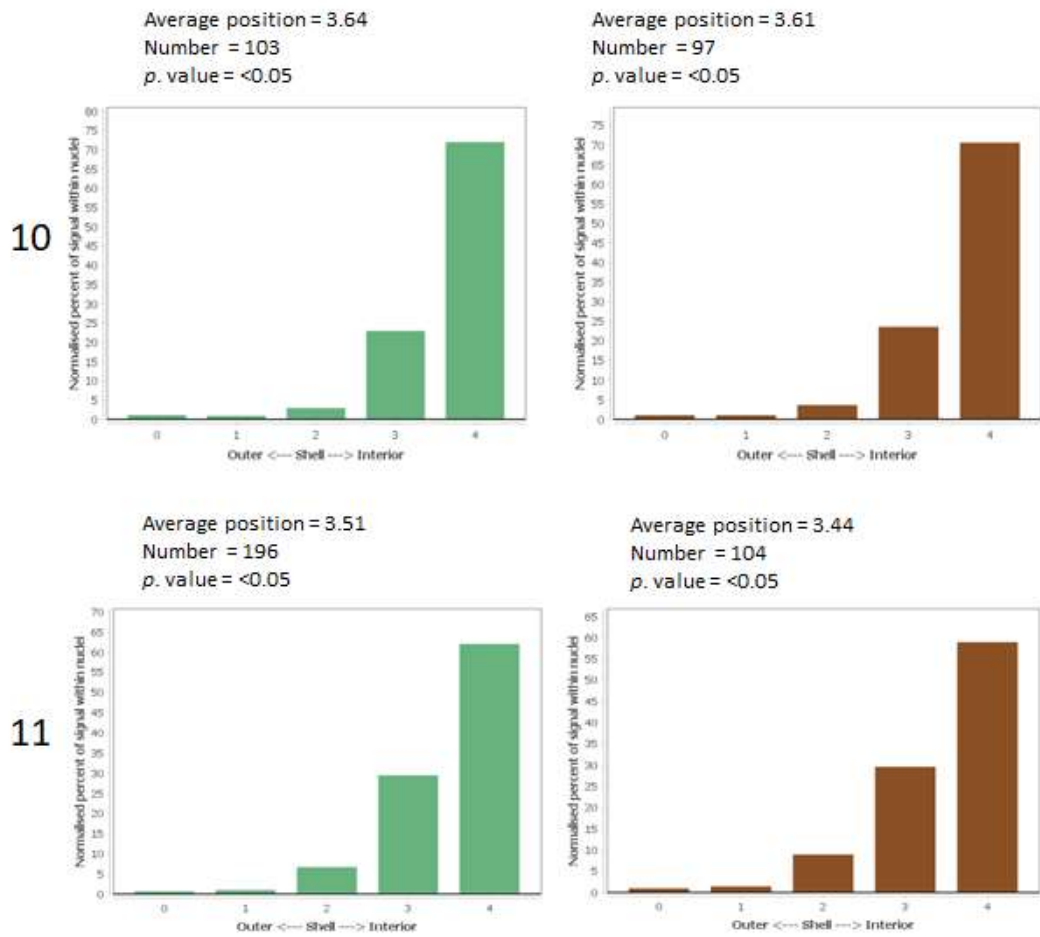 Average position = 3.64
Number = 103
p. value = <0.05
Average position = 3.61
Number = 97
p. value = <0.05
10
Normalised percent of signal within nuclei
80
75
70
65
60
55
50
45
40
35
30
25
20
15
10
5
0
0 1 2 3 4
Outer <--- Shell ---> Interior
Normalised percent of signal within nuclei
75
70
65
60
55
50
45
40
35
30
25
20
15
10
5
0
0 1 2 3 4
Outer <--- Shell ---> Interior
Average position = 3.51
Number = 196
p. value = <0.05
Average position = 3.44
Number = 104
p. value = <0.05
11
Normalised percent of signal within nuclei
70
65
60
55
50
45
40
35
30
25
20
15
10
5
0
0 1 2 3 4
Outer <--- Shell ---> Interior
Normalised percent of signal within nuclei
65
60
55
50
45
40
35
30
25
20
15
10
5
0
0 1 2 3 4
Outer <--- Shell ---> Interior